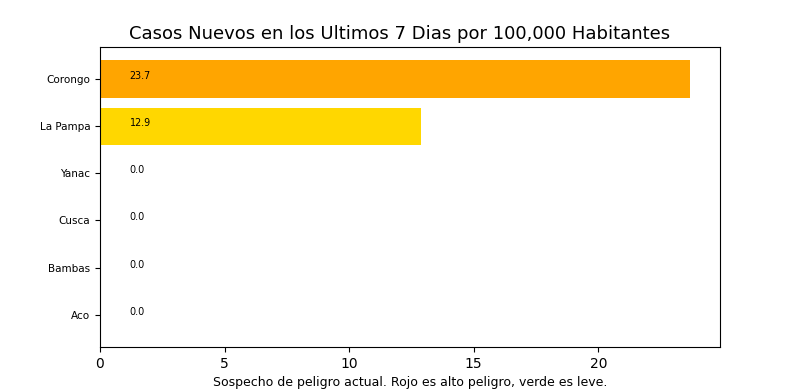 Casos Nuevos en los Ultimos 7 Dias por 100,000 Habitantes
Corongo 23.7
La Pampa 12.9
Yanac 0.0
Cusca 0.0
Bambas 0.0
Aco 0.0
0 5 10 15 20
Sospecho de peligro actual. Rojo es alto peligro, verde es leve.